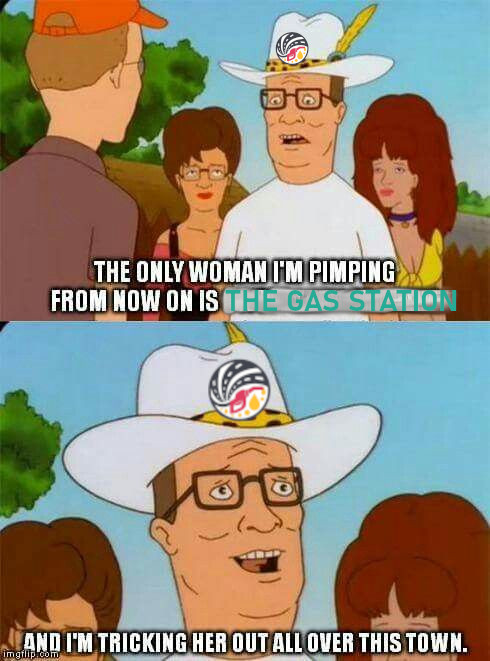 THE ONLY WOMAN I'M PIMPING
FROM NOW ON IS THE GAS STATION
AND I'M TRICKING HER OUT ALL OVER THIS TOWN.
imgflip.com